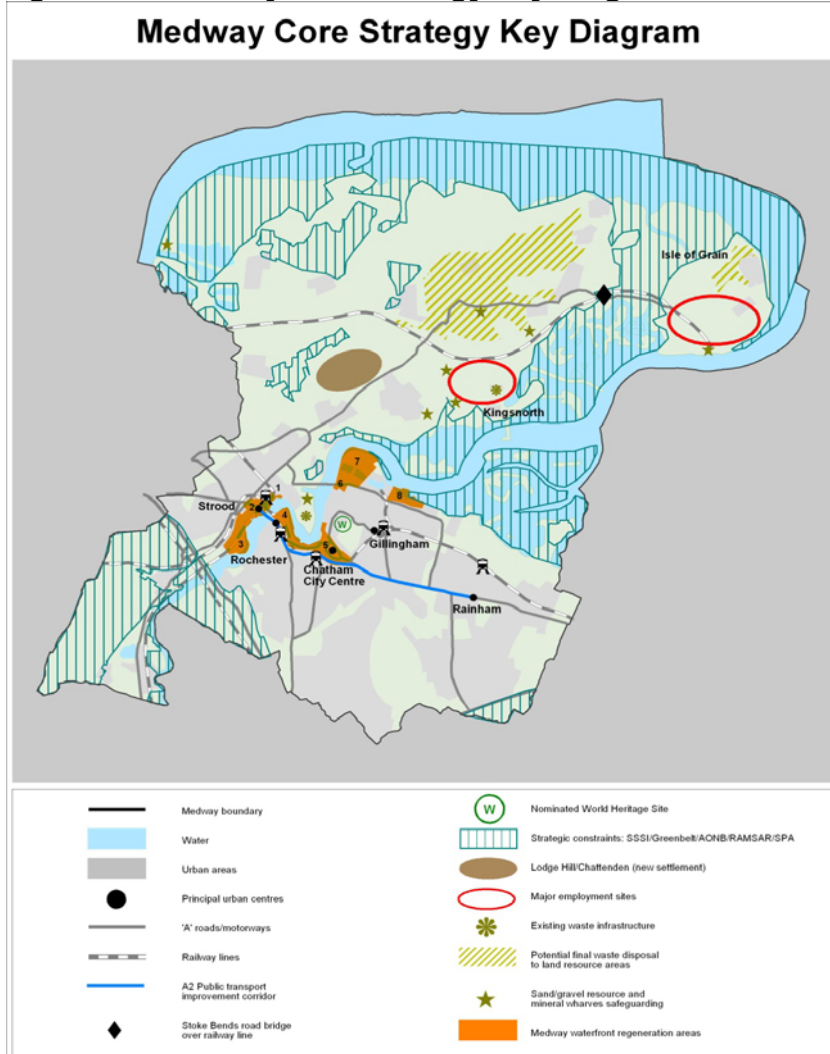 Medway Core Strategy Key Diagram
Isle of Grain
Kingsnorth
7
6
8
1
2
Strood
4
3
W
5
Gillingham
Rochester
Chatham
City Centre
Rainham
Medway boundary
Water
Urban areas
Principal urban centres
'A' roads/motorways
Railway lines
A2 Public transport
improvement corridor
Stoke Bends road bridge
over railway line
W
Nominated World Heritage Site
Strategic constraints: SSSI/Greenbelt/AONB/RAMSAR/SPA
Lodge Hill/Chattenden (new settlement)
Major employment sites
Existing waste infrastructure
Potential final waste disposal
to land resource areas
Sand/gravel resource and
mineral wharves safeguarding
Medway waterfront regeneration areas